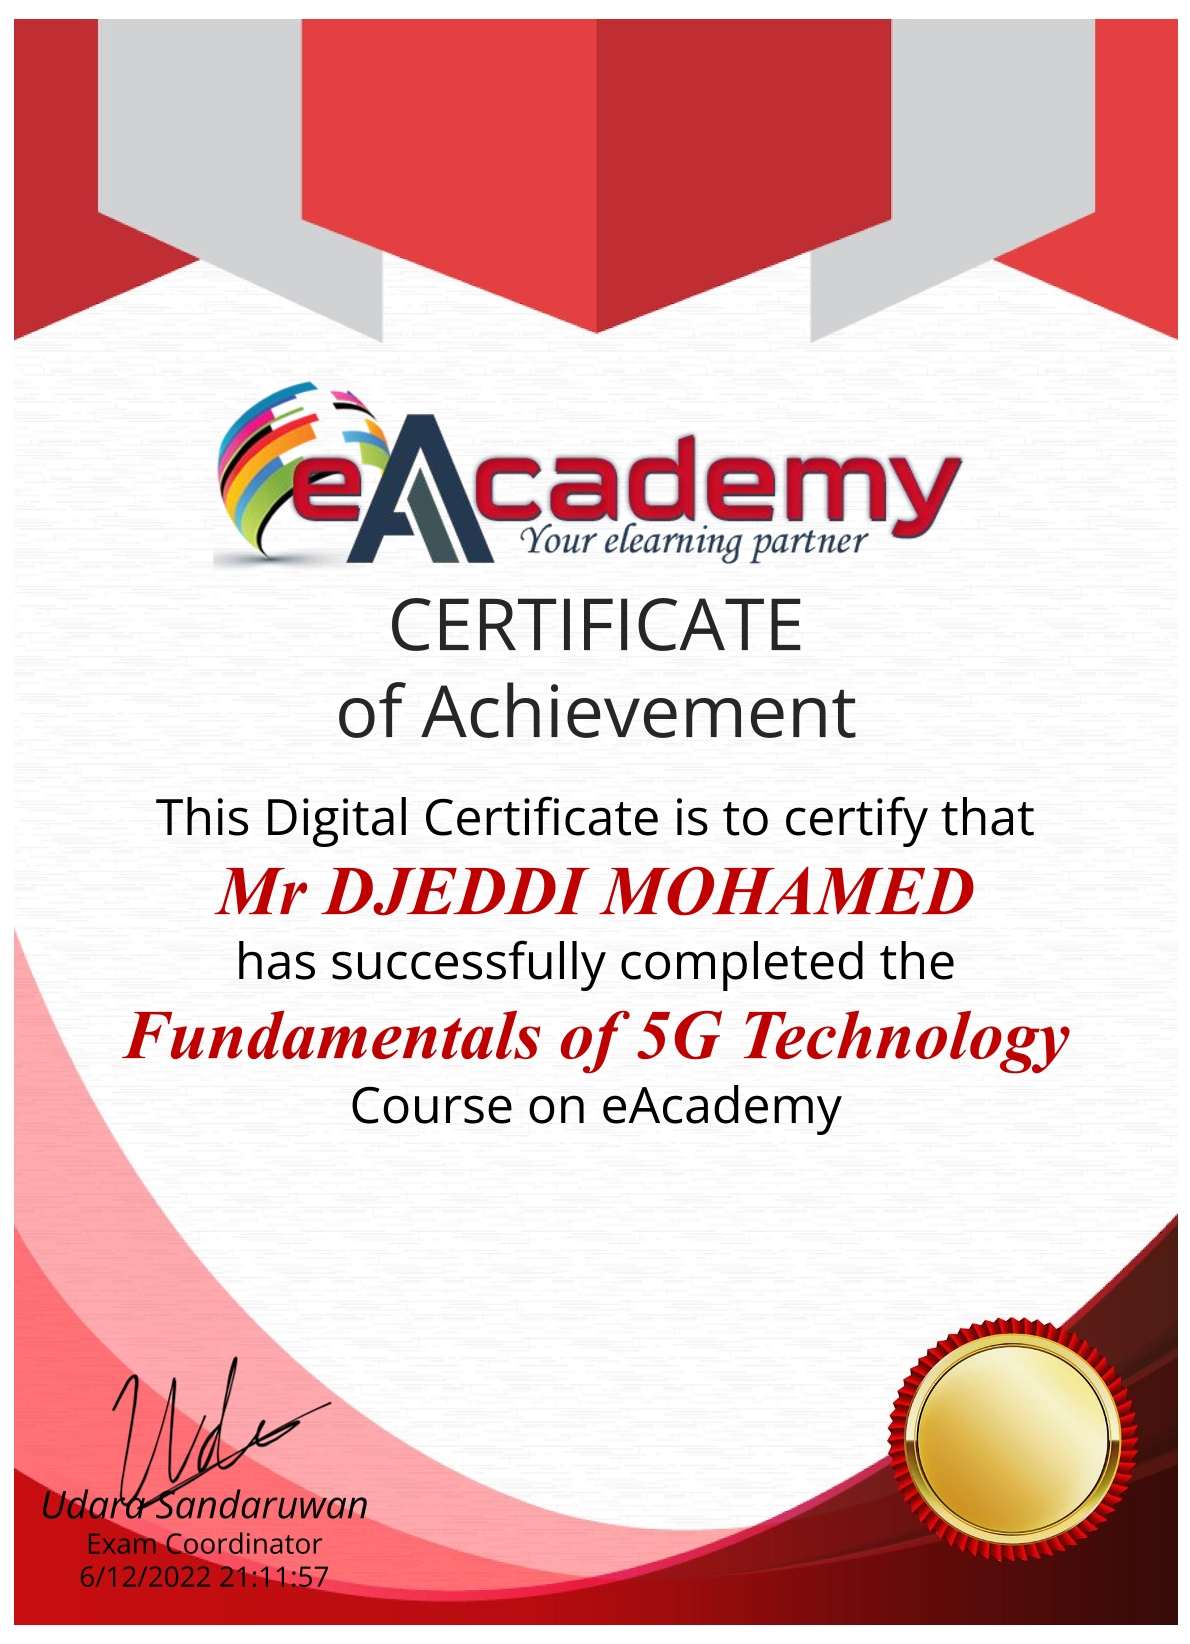 eAcademy
Your elearning partner
CERTIFICATE
of Achievement
This Digital Certificate is to certify that
Mr DJEDDI MOHAMED
has successfully completed the
Fundamentals of 5G Technology
Course on eAcademy
Udara Sandaruwan
Exam Coordinator
6/12/2022 21:11:57